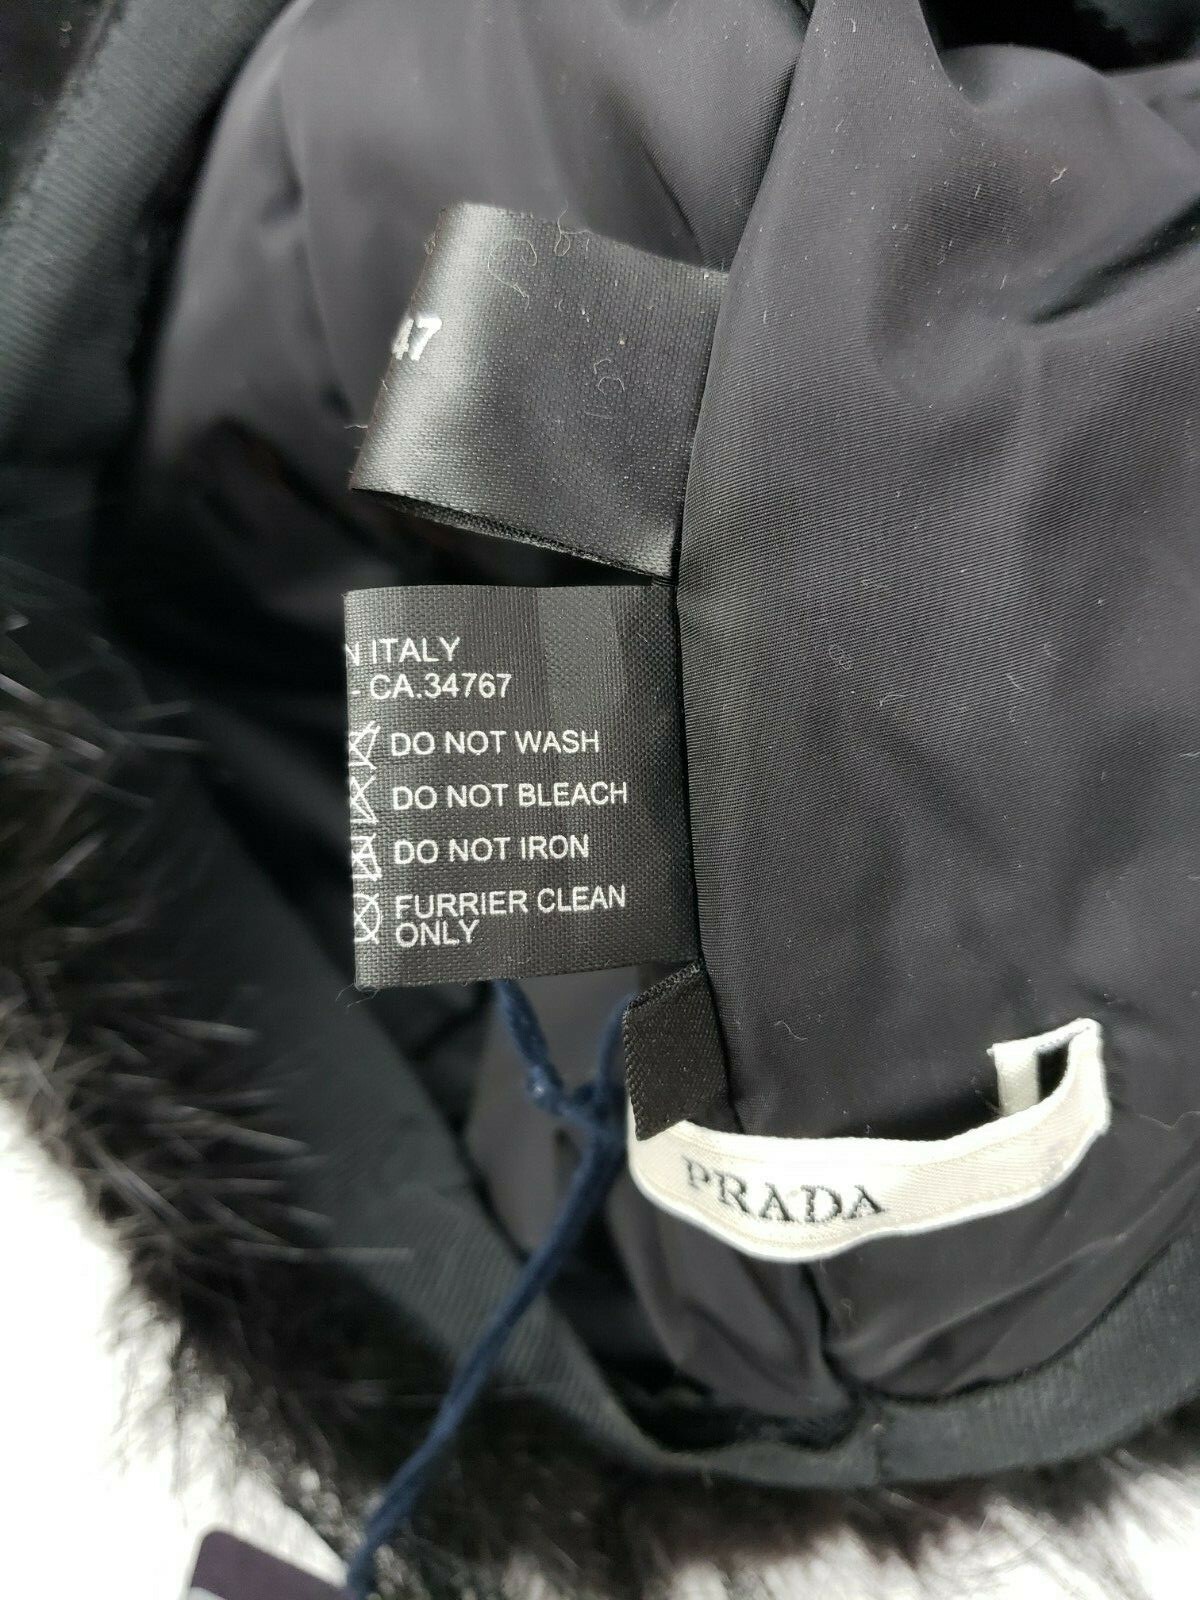 47
N ITALY
- CA.34767
DO NOT WASH
DO NOT BLEACH
DO NOT IRON
FURRIER CLEAN
ONLY
PRADA